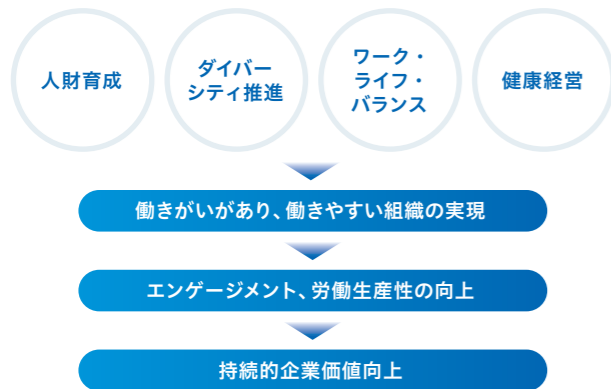 人財育成
ダイバー
シティ推進
ワーク・
ライフ・
バランス
健康経営
働きがいがあり、働きやすい組織の実現
エンゲージメント、労働生産性の向上
持続的企業価値向上